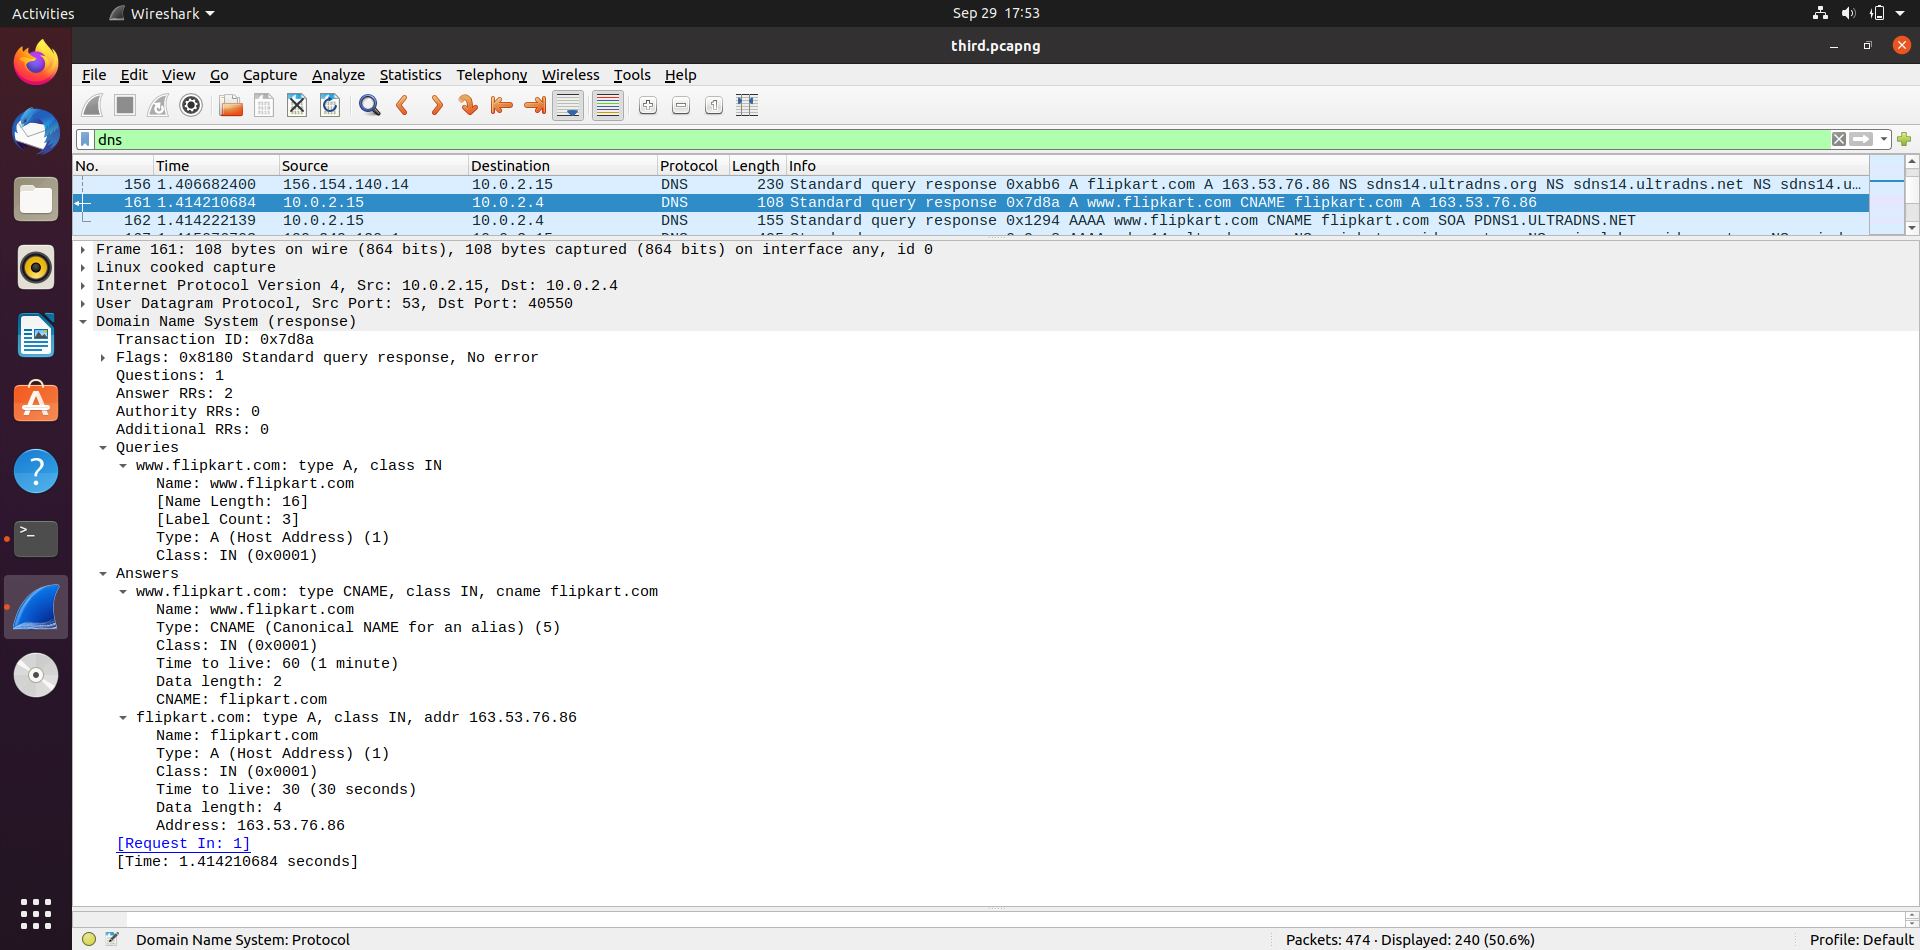 Activities Wireshark Sep 29 17:53
third.pcapng
File Edit View Go Capture Analyze Statistics Telephony Wireless Tools Help
dns
No. Time Source Destination Protocol Length Info
156 1.406682400 156.154.140.14 10.0.2.15 DNS 230 Standard query response 0xabb6 A flipkart.com A 163.53.76.86 NS sdns14.ultradns.org NS sdns14.ultradns.net NS sdns14.u…
161 1.414210684 10.0.2.15 10.0.2.4 DNS 108 Standard query response 0x7d8a A www.flipkart.com CNAME flipkart.com A 163.53.76.86
162 1.414222139 10.0.2.15 10.0.2.4 DNS 155 Standard query response 0x1294 AAAA www.flipkart.com CNAME flipkart.com SOA PDNS1.ULTRADNS.NET
Frame 161: 108 bytes on wire (864 bits), 108 bytes captured (864 bits) on interface any, id 0
Linux cooked capture
Internet Protocol Version 4, Src: 10.0.2.15, Dst: 10.0.2.4
User Datagram Protocol, Src Port: 53, Dst Port: 40550
Domain Name System (response)
Transaction ID: 0x7d8a
Flags: 0x8180 Standard query response, No error
Questions: 1
Answer RRs: 2
Authority RRs: 0
Additional RRs: 0
Queries
www.flipkart.com: type A, class IN
Name: www.flipkart.com
[Name Length: 16]
[Label Count: 3]
Type: A (Host Address) (1)
Class: IN (0x0001)
Answers
www.flipkart.com: type CNAME, class IN, cname flipkart.com
Name: www.flipkart.com
Type: CNAME (Canonical NAME for an alias) (5)
Class: IN (0x0001)
Time to live: 60 (1 minute)
Data length: 2
CNAME: flipkart.com
flipkart.com: type A, class IN, addr 163.53.76.86
Name: flipkart.com
Type: A (Host Address) (1)
Class: IN (0x0001)
Time to live: 30 (30 seconds)
Data length: 4
Address: 163.53.76.86
[Request In: 1]
[Time: 1.414210684 seconds]
Domain Name System: Protocol Packets: 474 · Displayed: 240 (50.6%) Profile: Default